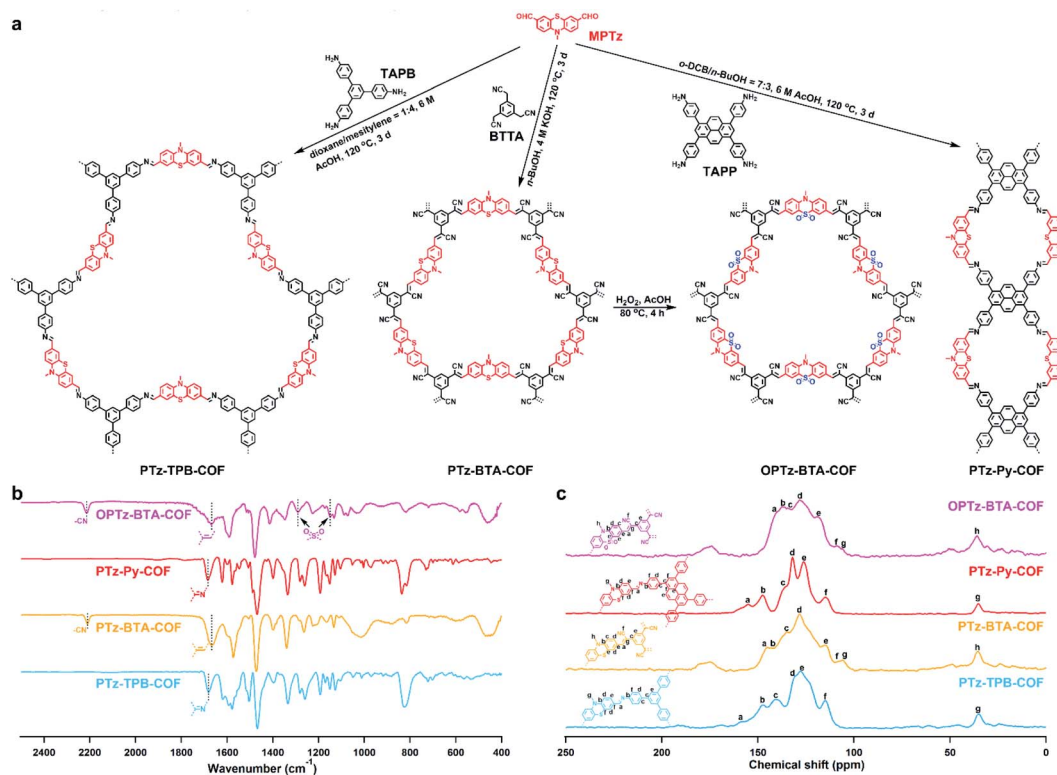 a
OHC
CHO
MPTz
TAPB
dioxane/mesitylene = 1:4, 6 M
AcOH, 120 °C, 3 d
BTTA
n-BuOH, 4 M KOH, 120 °C, 3 d
o-DCB/n-BuOH = 7:3, 6 M AcOH, 120 °C, 3 d
TAPP
H₂O₂, AcOH
80 °C, 4 h
PTz-TPB-COF
PTz-BTA-COF
OPTz-BTA-COF
PTz-Py-COF
b
-CN
OPTz-BTA-COF
PTz-Py-COF
-CN
PTz-BTA-COF
PTz-TPB-COF
2400 2200 2000 1800 1600 1400 1200 1000 800 600 400
Wavenumber (cm⁻¹)
c
OPTz-BTA-COF
a b c d e f g h
PTz-Py-COF
a b c d e f g
PTz-BTA-COF
a b c d e f g h
PTz-TPB-COF
a b c d e f g
250 200 150 100 50 0
Chemical shift (ppm)